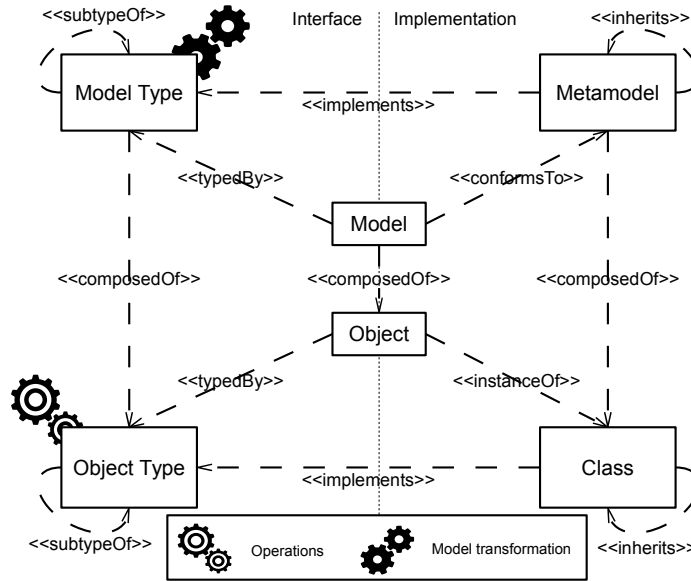 <<subtypeOf>> Interface Implementation <<inherits>>
Model Type Metamodel
<<implements>>
<<typedBy>> <<conformsTo>>
Model
<<composedOf>> <<composedOf>> <<composedOf>>
Object
<<typedBy>> <<instanceOf>>
Object Type Class
<<implements>>
<<subtypeOf>> Operations Model transformation <<inherits>>